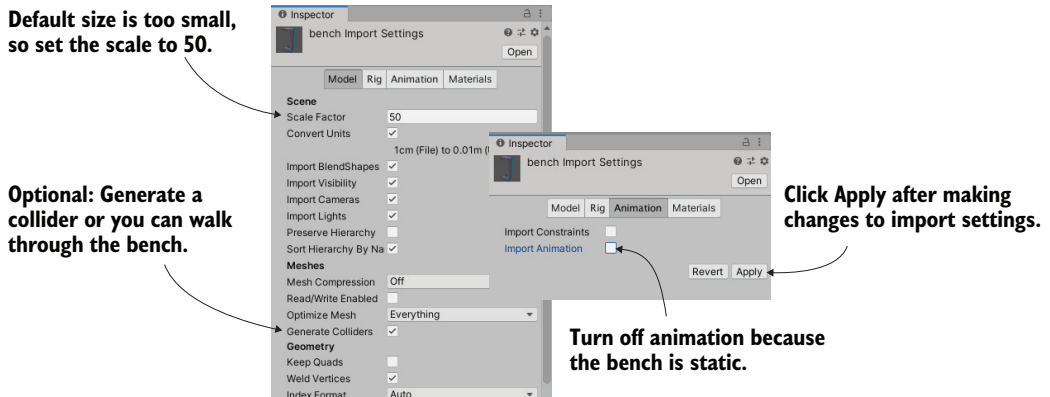 Default size is too small,
so set the scale to 50.
Optional: Generate a
collider or you can walk
through the bench.
Inspector
bench Import Settings
Open
Model Rig Animation Materials
Scene
Scale Factor 50
Convert Units
1cm (File) to 0.01m
Import BlendShapes
Import Visibility
Import Cameras
Import Lights
Preserve Hierarchy
Sort Hierarchy By Na
Meshes
Mesh Compression Off
Read/Write Enabled
Optimize Mesh Everything
Generate Colliders
Geometry
Keep Quads
Weld Vertices
Index Format Auto
Inspector
bench Import Settings
Open
Model Rig Animation Materials
Import Constraints
Import Animation
Revert Apply
Click Apply after making
changes to import settings.
Turn off animation because
the bench is static.